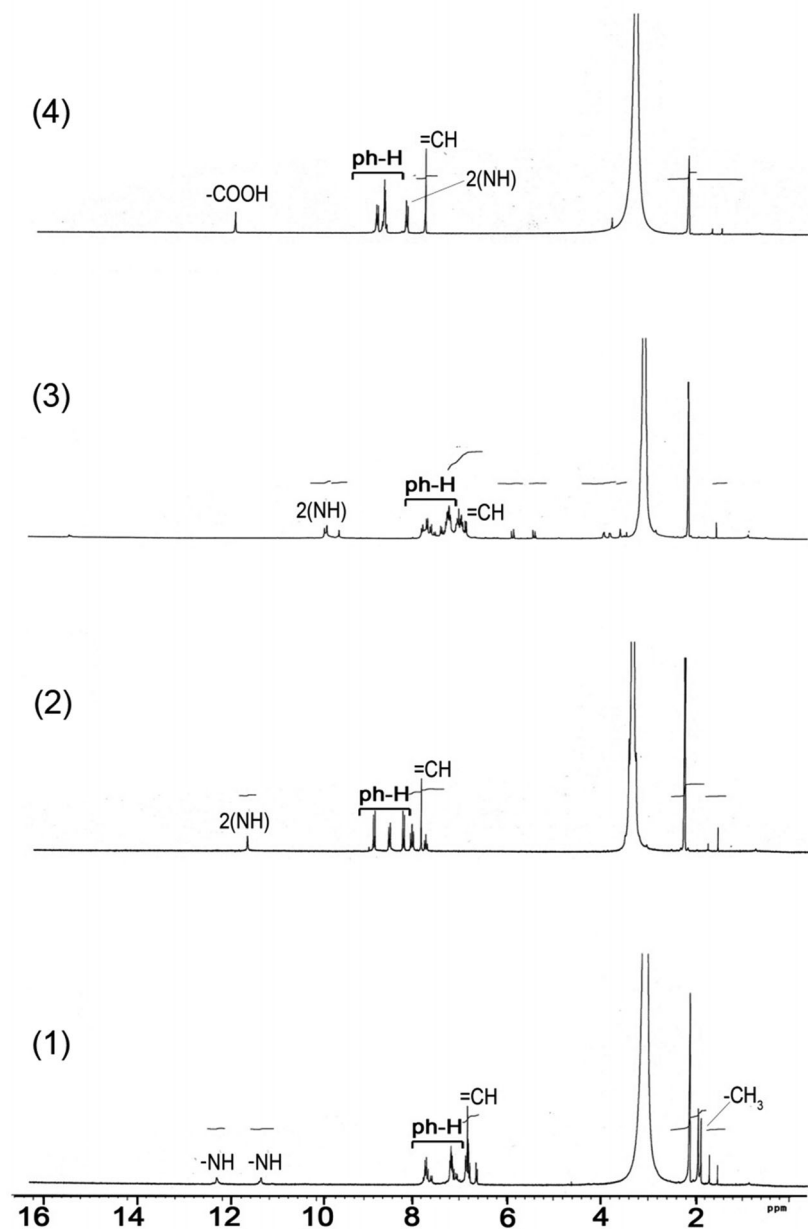 (4)
-COOH
ph-H
=CH
2(NH)
(3)
2(NH)
ph-H
=CH
(2)
2(NH)
ph-H
=CH
(1)
-NH
-NH
ph-H
=CH
-CH₃
16 14 12 10 8 6 4 2 ppm